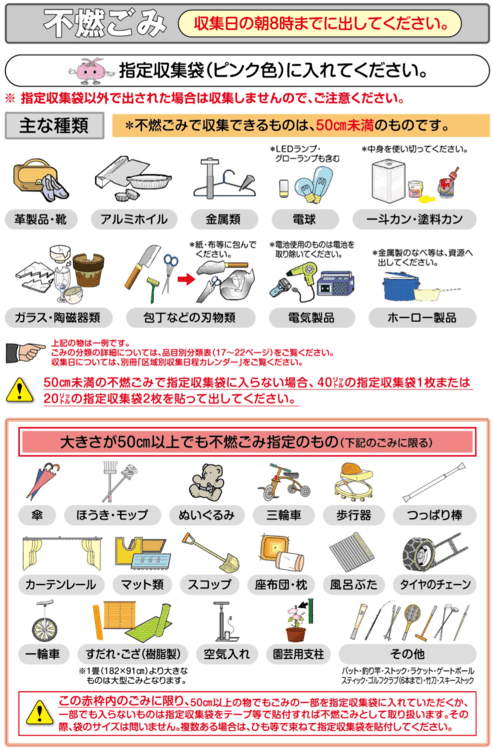 不燃ごみ
収集日の朝8時までに出してください。
指定収集袋(ピンク色)に入れてください。
※ 指定収集袋以外で出された場合は収集しませんので、ご注意ください。
主な種類
*不燃ごみで収集できるものは、50㎝未満のものです。
*LEDランプ・
グローランプも含む
*中身を使い切ってください。
革製品・靴
アルミホイル
金属類
電球
一斗カン・塗料カン
*紙・布等に包んで
ください。
*電池使用のものは電池を
取り除いてください。
*金属製のなべ等は、資源へ
出してください。
ガラス・陶磁器類
包丁などの刃物類
電気製品
ホーロー製品
上記の物は一例です。
ごみの分類の詳細については、品目別分類表(17~22ページ)をご覧ください。
収集日については、別冊「区域別収集日程カレンダー」をご覧ください。
50㎝未満の不燃ごみで指定収集袋に入らない場合、40㍑の指定収集袋1枚または
20㍑の指定収集袋2枚を貼って出してください。
大きさが50㎝以上でも不燃ごみ指定のもの(下記のごみに限る)
傘
ほうき・モップ
ぬいぐるみ
三輪車
歩行器
つっぱり棒
カーテンレール
マット類
スコップ
座布団・枕
風呂ぶた
タイヤのチェーン
一輪車
すだれ・ござ(樹脂製)
空気入れ
園芸用支柱
その他
※1畳(182×91㎝)より大きな
ものは大型ごみとなります。
バット・釣り竿・ストック・ラケット・ゲートボール
スティック・ゴルフクラブ(6本まで)・竹刀・スキーストック
この赤枠内のごみに限り、50㎝以上の物でもごみの一部を指定収集袋に入れていただくか、
一部でも入らないものは指定収集袋をテープ等で貼付すれば不燃ごみとして取り扱います。その
際、袋のサイズは問いません。複数ある場合は、ひも等で束ねて指定収集袋を貼付してください。